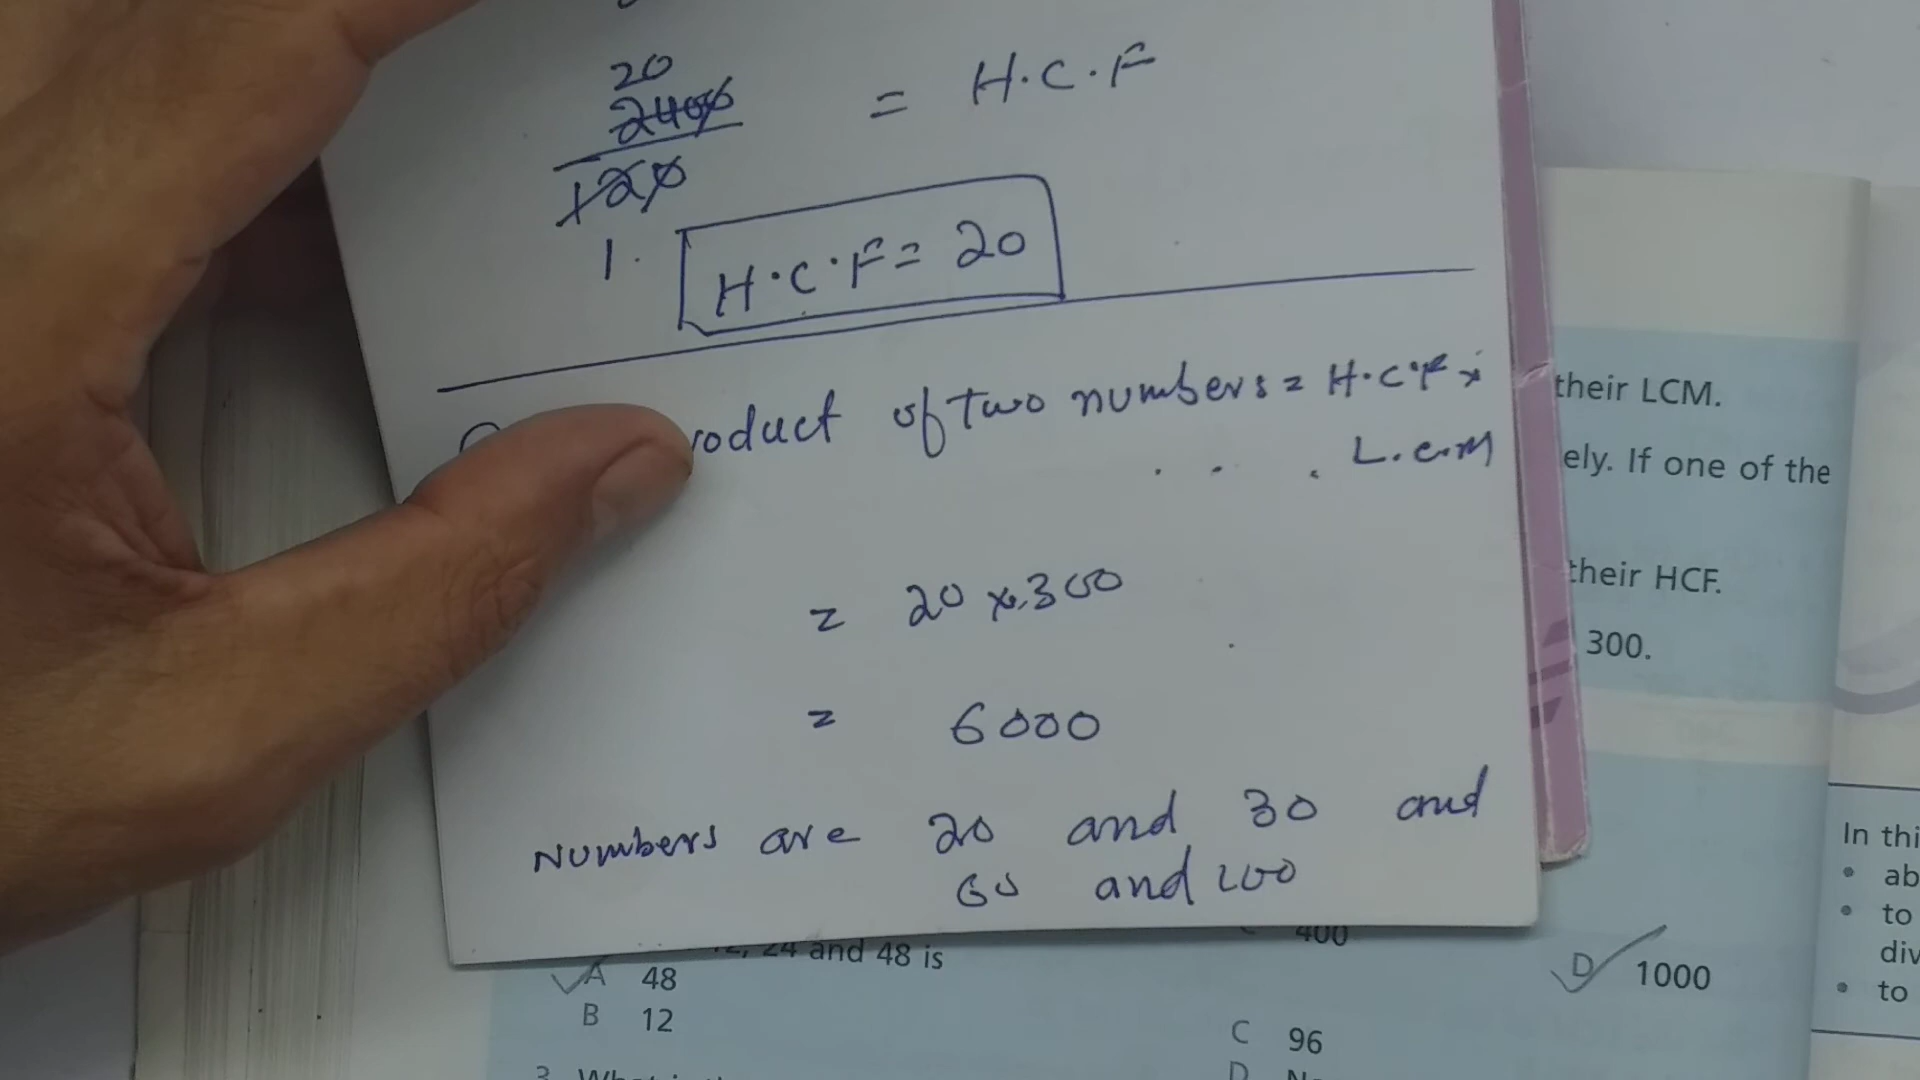 20
2400
120
1.
= H.C.F
H.C.F = 20
roduct of two numbers = H.C.F x
L.C.M
= 20 x 300
= 6000
Numbers are 20 and 30 and
60 and 100
their LCM.
ely. If one of the
their HCF.
300.
24 and 48 is
A 48
B 12
400
D 1000
C 96
D
3
In thi
• ab
• to
div
• to